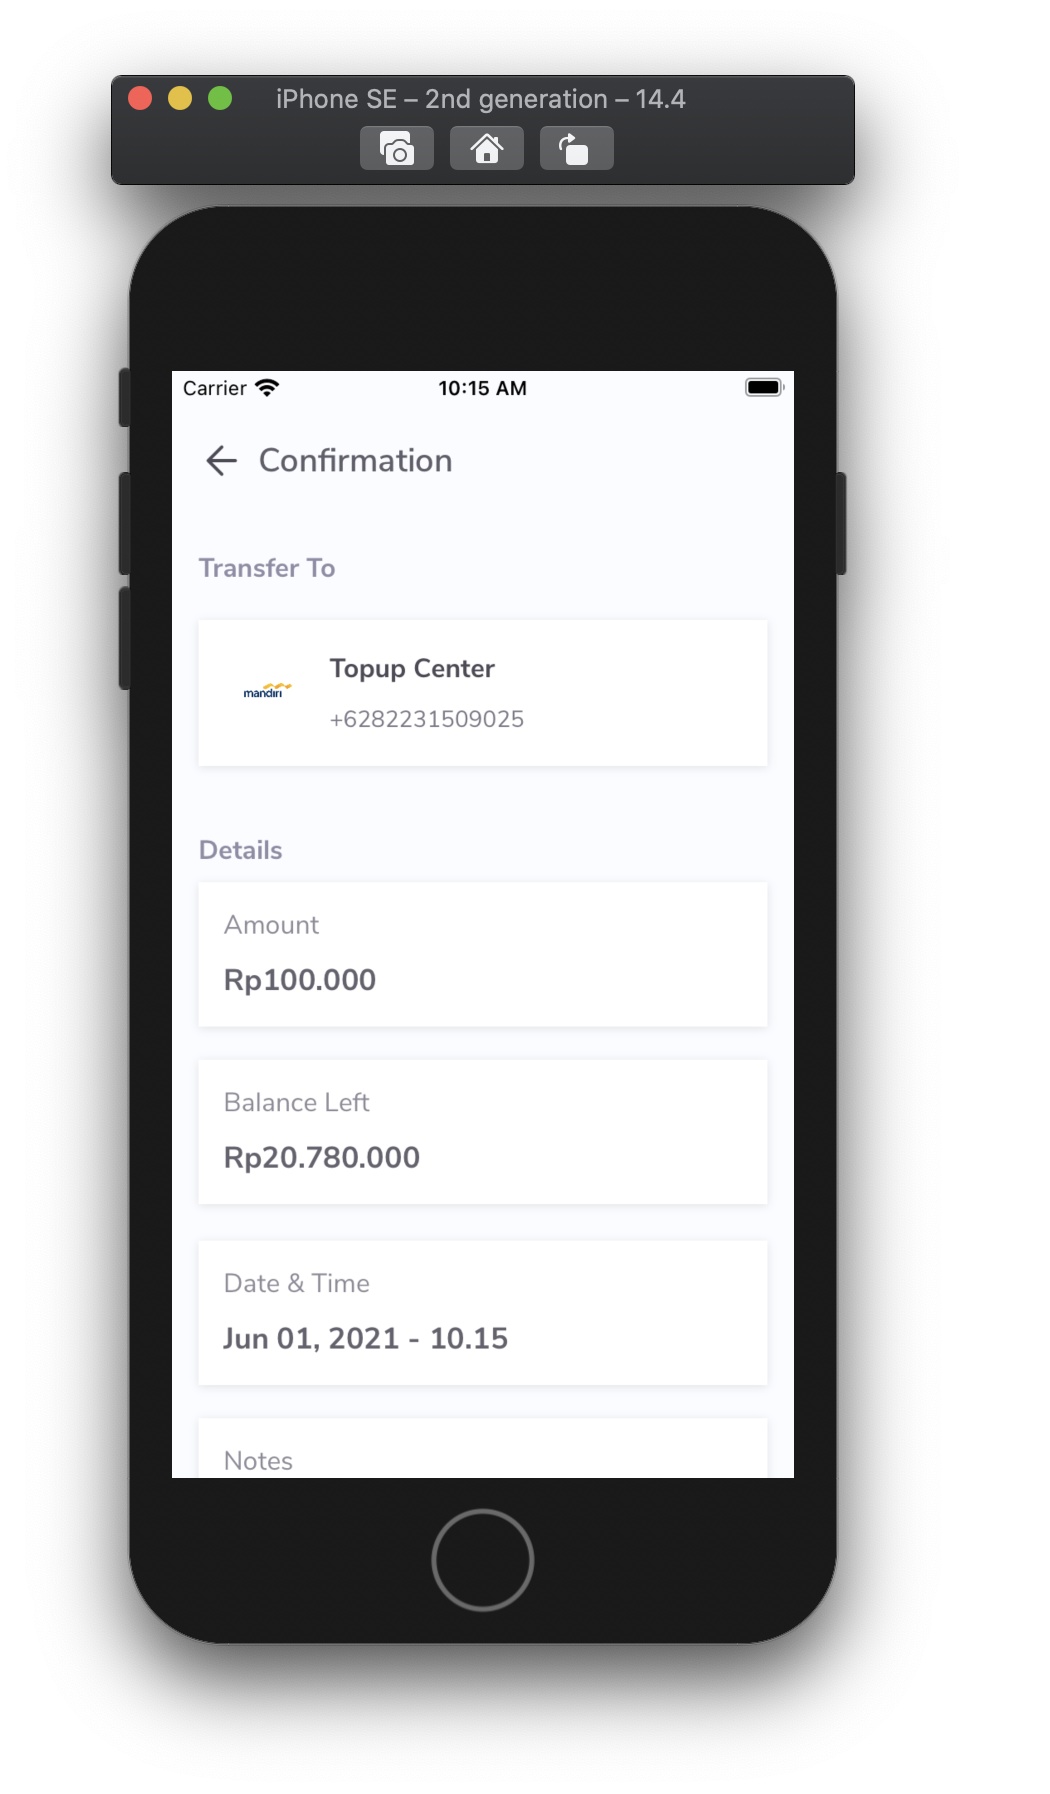 iPhone SE – 2nd generation – 14.4
Carrier 10:15 AM
Confirmation
Transfer To
mandiri
Topup Center
+6282231509025
Details
Amount
Rp100.000
Balance Left
Rp20.780.000
Date & Time
Jun 01, 2021 - 10.15
Notes